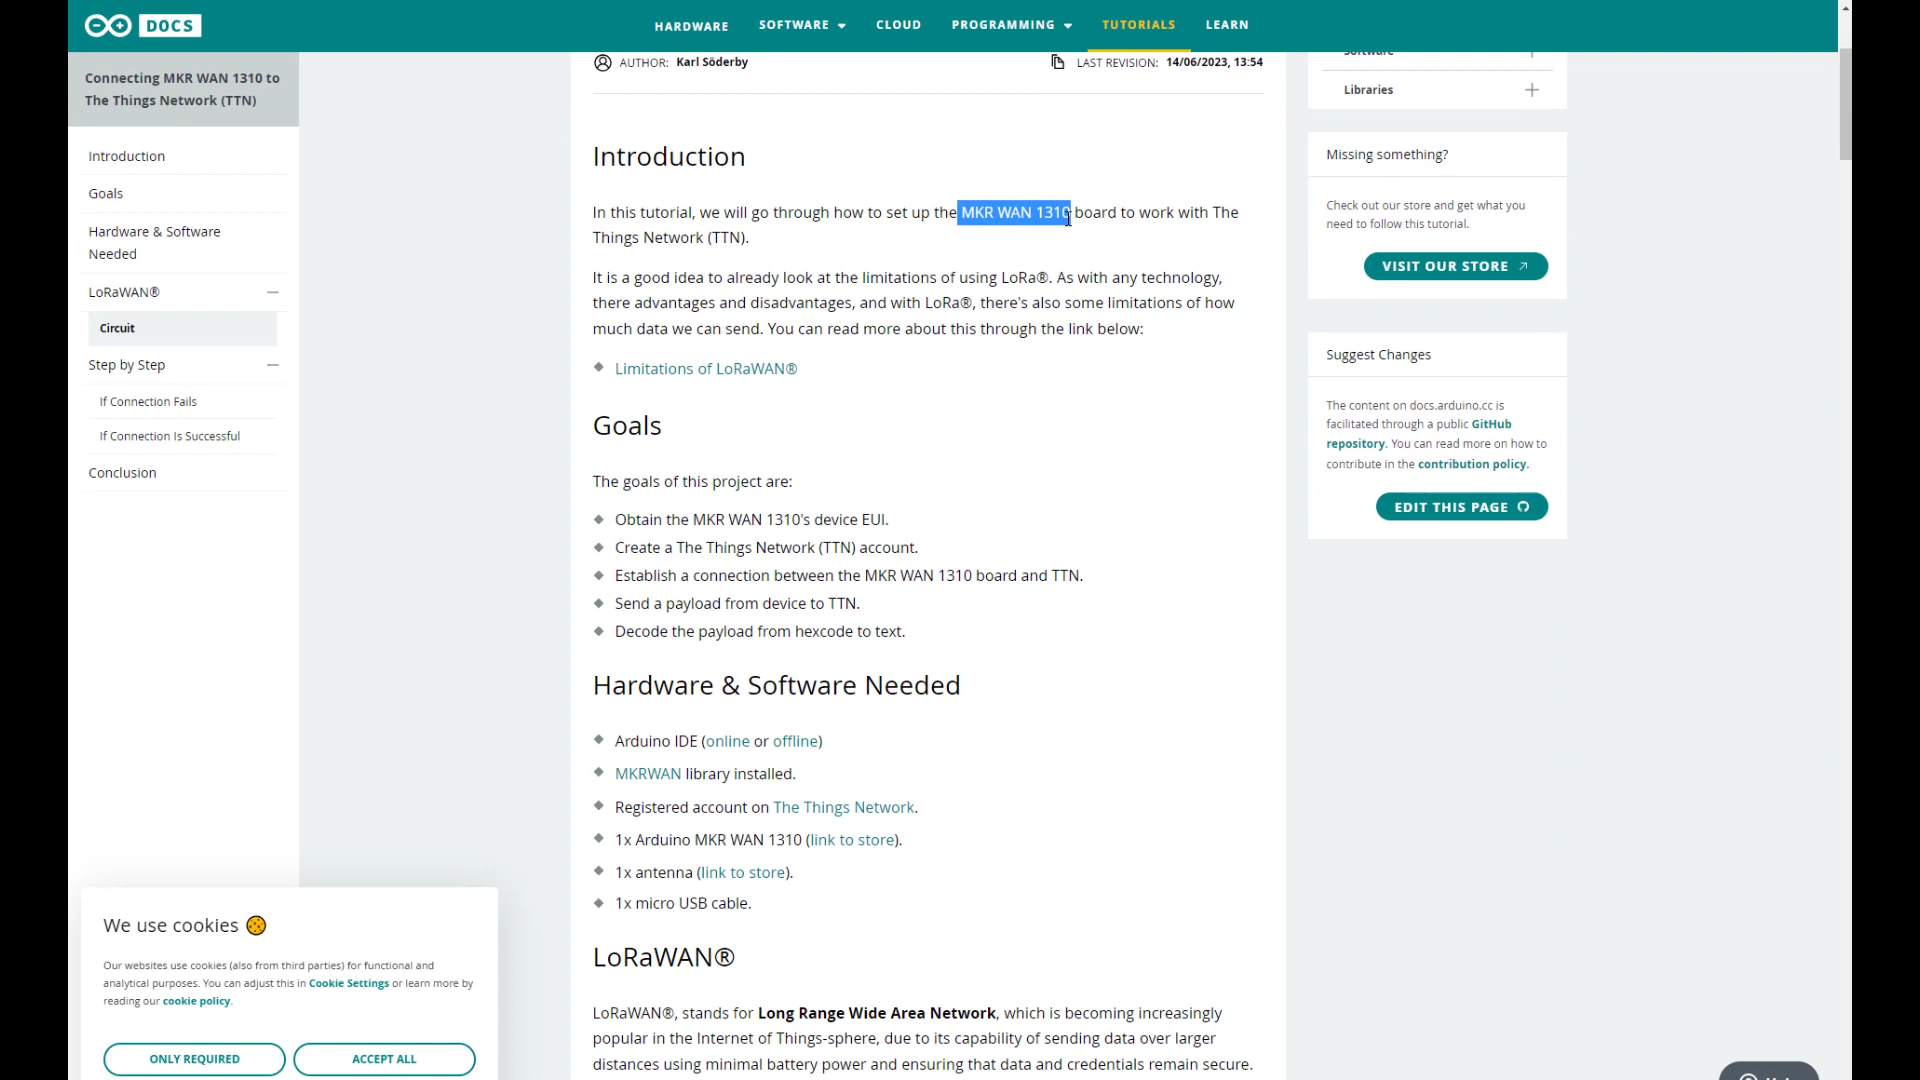 DOCS
HARDWARE
SOFTWARE
CLOUD
PROGRAMMING
TUTORIALS
LEARN
Connecting MKR WAN 1310 to
The Things Network (TTN)
Introduction
Goals
Hardware & Software
Needed
LoRaWAN®
Circuit
Step by Step
If Connection Fails
If Connection Is Successful
Conclusion
AUTHOR: Karl Söderby
LAST REVISION: 14/06/2023, 13:54
Introduction
In this tutorial, we will go through how to set up the MKR WAN 1310 board to work with The
Things Network (TTN).
It is a good idea to already look at the limitations of using LoRa®. As with any technology,
there advantages and disadvantages, and with LoRa®, there's also some limitations of how
much data we can send. You can read more about this through the link below:
Limitations of LoRaWAN®
Goals
The goals of this project are:
Obtain the MKR WAN 1310's device EUI.
Create a The Things Network (TTN) account.
Establish a connection between the MKR WAN 1310 board and TTN.
Send a payload from device to TTN.
Decode the payload from hexcode to text.
Hardware & Software Needed
Arduino IDE (online or offline)
MKRWAN library installed.
Registered account on The Things Network.
1x Arduino MKR WAN 1310 (link to store).
1x antenna (link to store).
1x micro USB cable.
LoRaWAN®
LoRaWAN®, stands for Long Range Wide Area Network, which is becoming increasingly
popular in the Internet of Things-sphere, due to its capability of sending data over larger
distances using minimal battery power and ensuring that data and credentials remain secure.
Software
Libraries
Missing something?
Check out our store and get what you
need to follow this tutorial.
VISIT OUR STORE
Suggest Changes
The content on docs.arduino.cc is
facilitated through a public GitHub
repository. You can read more on how to
contribute in the contribution policy.
EDIT THIS PAGE
We use cookies
Our websites use cookies (also from third parties) for functional and
analytical purposes. You can adjust this in Cookie Settings or learn more by
reading our cookie policy.
ONLY REQUIRED
ACCEPT ALL